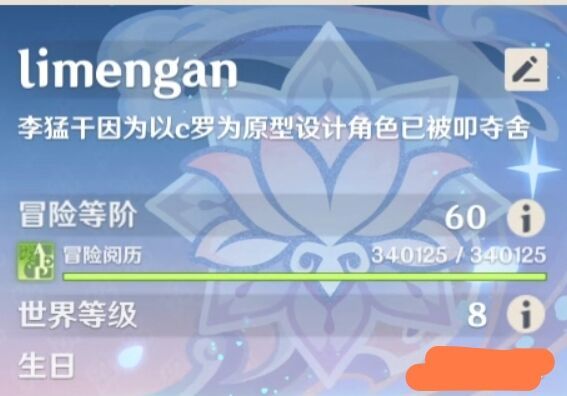 limengan
李猛干因为以c罗为原型设计角色已被叩夺舍
冒险等阶 60
冒险阅历 340125 / 340125
世界等级 8
生日